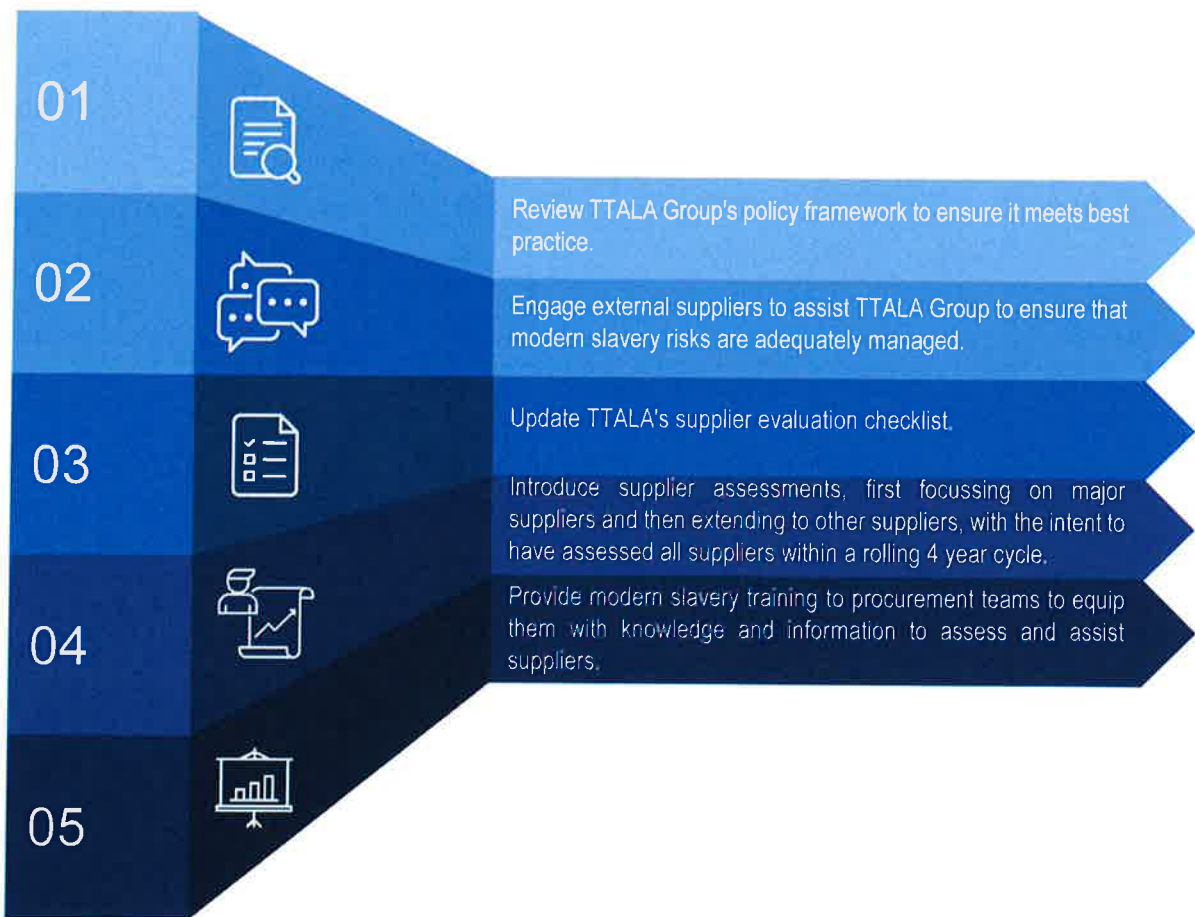 01
Review TTALA Group's policy framework to ensure it meets best
practice.
02
Engage external suppliers to assist TTALA Group to ensure that
modern slavery risks are adequately managed.
03
Update TTALA's supplier evaluation checklist.
04
Introduce supplier assessments, first focussing on major
suppliers and then extending to other suppliers, with the intent to
have assessed all suppliers within a rolling 4 year cycle.
05
Provide modern slavery training to procurement teams to equip
them with knowledge and information to assess and assist
suppliers.